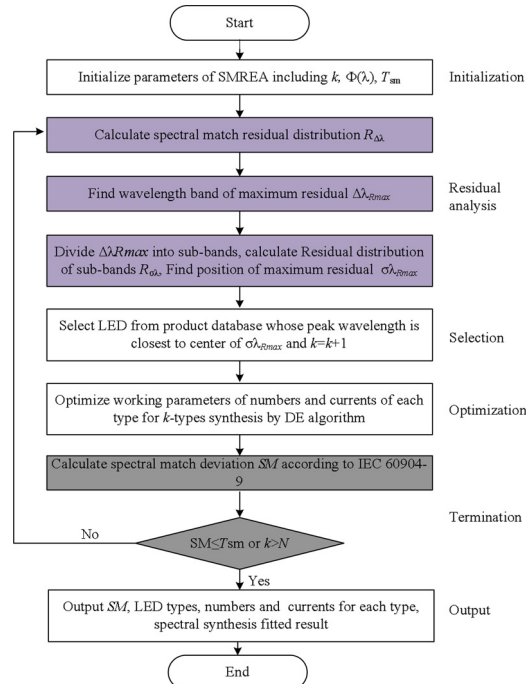 Start
Initialize parameters of SMREA including k, Φ(λ), Tsm
Initialization
Calculate spectral match residual distribution RΔλ
Find wavelength band of maximum residual ΔλRmax
Residual
analysis
Divide ΔλRmax into sub-bands, calculate Residual distribution
of sub-bands Rσλ, Find position of maximum residual σλRmax
Select LED from product database whose peak wavelength is
closest to center of σλRmax and k=k+1
Selection
Optimize working parameters of numbers and currents of each
type for k-types synthesis by DE algorithm
Optimization
Calculate spectral match deviation SM according to IEC 60904-
9
Termination
No
SM≤Tsm or k>N
Yes
Output SM, LED types, numbers and currents for each type,
spectral synthesis fitted result
Output
End